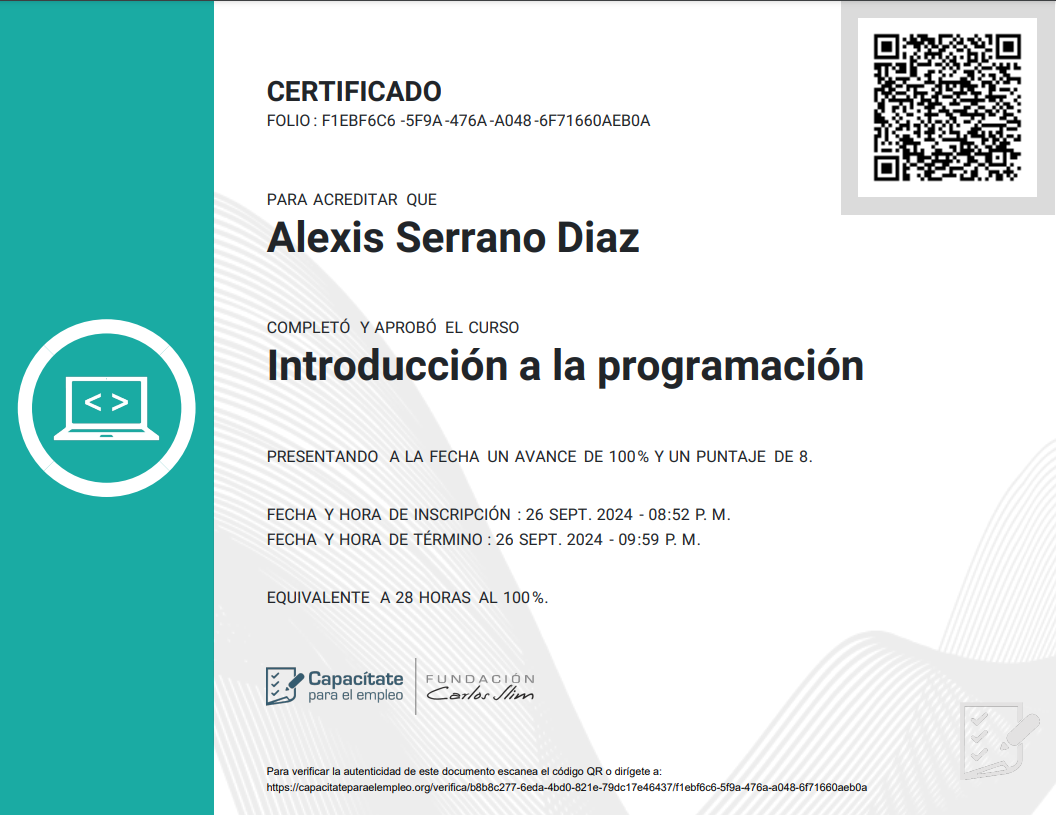 CERTIFICADO
FOLIO : F1EBF6C6 -5F9A -476A -A048 -6F71660AEB0A
PARA ACREDITAR QUE
Alexis Serrano Diaz
COMPLETÓ Y APROBÓ EL CURSO
Introducción a la programación
< >
PRESENTANDO A LA FECHA UN AVANCE DE 100% Y UN PUNTAJE DE 8.
FECHA Y HORA DE INSCRIPCIÓN : 26 SEPT. 2024 - 08:52 P. M.
FECHA Y HORA DE TÉRMINO : 26 SEPT. 2024 - 09:59 P. M.
EQUIVALENTE A 28 HORAS AL 100%.
Capacítate
para el empleo
FUNDACIÓN
Carlos Slim
Para verificar la autenticidad de este documento escanea el código QR o dirígete a:
https://capacitateparaelempleo.org/verifica/b8b8c277-6eda-4bd0-821e-79dc17e46437/f1ebf6c6-5f9a-476a-a048-6f71660aeb0a